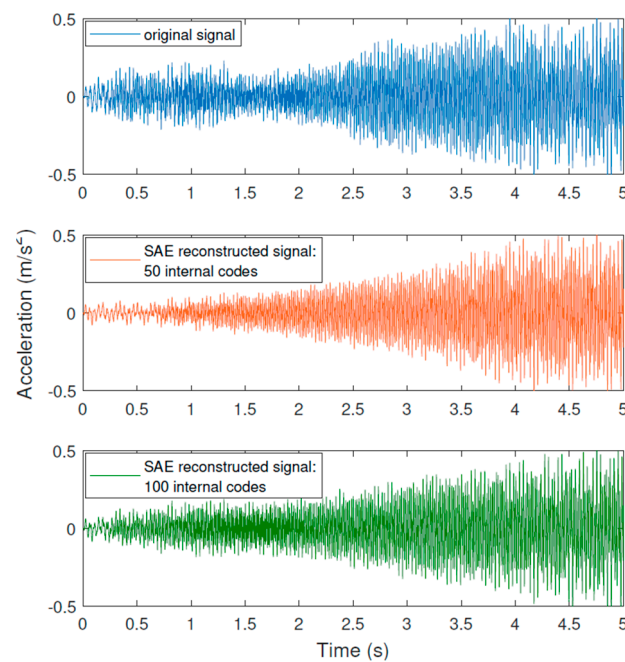 0.5
original signal
0
-0.5
0 0.5 1 1.5 2 2.5 3 3.5 4 4.5 5
Acceleration (m/s²)
0.5
SAE reconstructed signal:
50 internal codes
0
-0.5
0 0.5 1 1.5 2 2.5 3 3.5 4 4.5 5
0.5
SAE reconstructed signal:
100 internal codes
0
-0.5
0 0.5 1 1.5 2 2.5 3 3.5 4 4.5 5
Time (s)